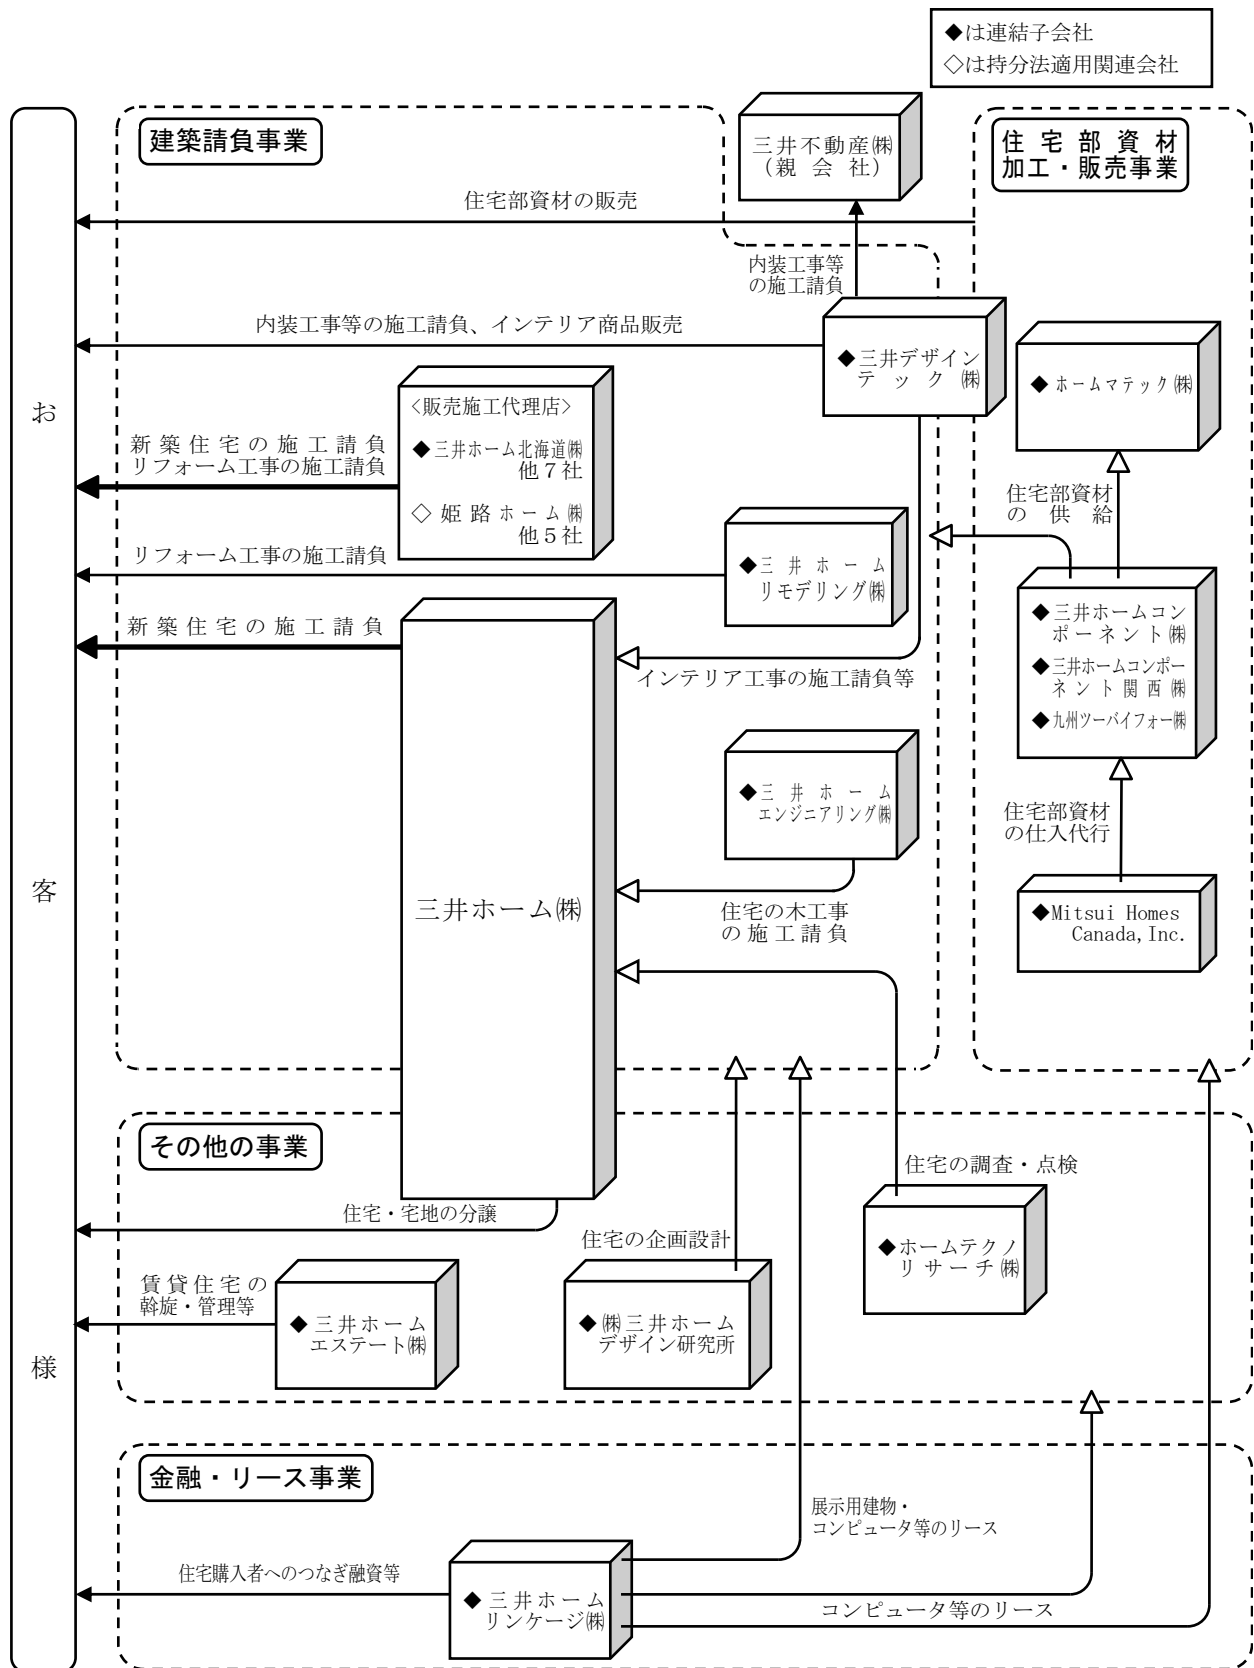 ◆は連結子会社
◇は持分法適用関連会社
お客様
建築請負事業
三井不動産㈱
（親会社）
住宅部資材
加工・販売事業
住宅部資材の販売
内装工事等
の施工請負
内装工事等の施工請負、インテリア商品販売
◆三井デザイン
テック㈱
◆ホームマテック㈱
<販売施工代理店>
◆三井ホーム北海道㈱
他７社
◇姫路ホーム㈱
他５社
新築住宅の施工請負
リフォーム工事の施工請負
住宅部資材
の供給
リフォーム工事の施工請負
◆三井ホーム
リモデリング㈱
新築住宅の施工請負
インテリア工事の施工請負等
◆三井ホームコン
ポーネント㈱
◆三井ホームコンポー
ネント関西㈱
◆九州ツーバイフォー㈱
◆三井ホーム
エンジニアリング㈱
住宅部資材
の仕入代行
三井ホーム㈱
住宅の木工事
の施工請負
◆Mitsui Homes
Canada,Inc.
その他の事業
住宅の調査・点検
住宅・宅地の分譲
住宅の企画設計
◆ホームテクノ
リサーチ㈱
賃貸住宅の
斡旋・管理等
◆三井ホーム
エステート㈱
◆㈱三井ホーム
デザイン研究所
金融・リース事業
展示用建物・
コンピュータ等のリース
住宅購入者へのつなぎ融資等
◆三井ホーム
リンケージ㈱
コンピュータ等のリース